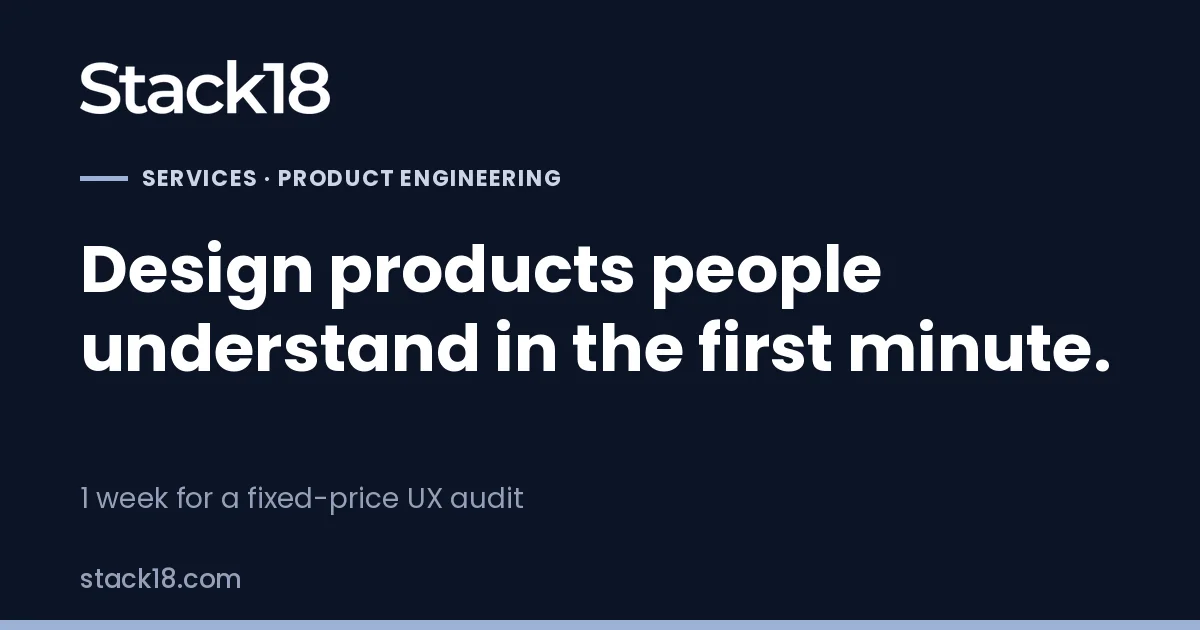 Stack18
SERVICES · PRODUCT ENGINEERING
Design products people
understand in the first minute.
1 week for a fixed-price UX audit
stack18.com